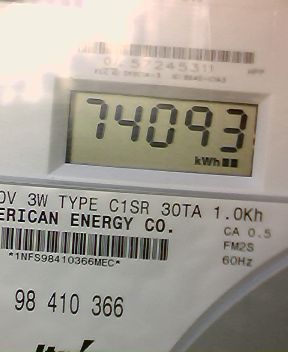 57245311
74093
kWh
0V 3W TYPE C1SR 30TA 1.0Kh
ERICAN ENERGY CO.
CA 0.5
FM2S
*1NFS98410366MEC*
60Hz
98 410 366